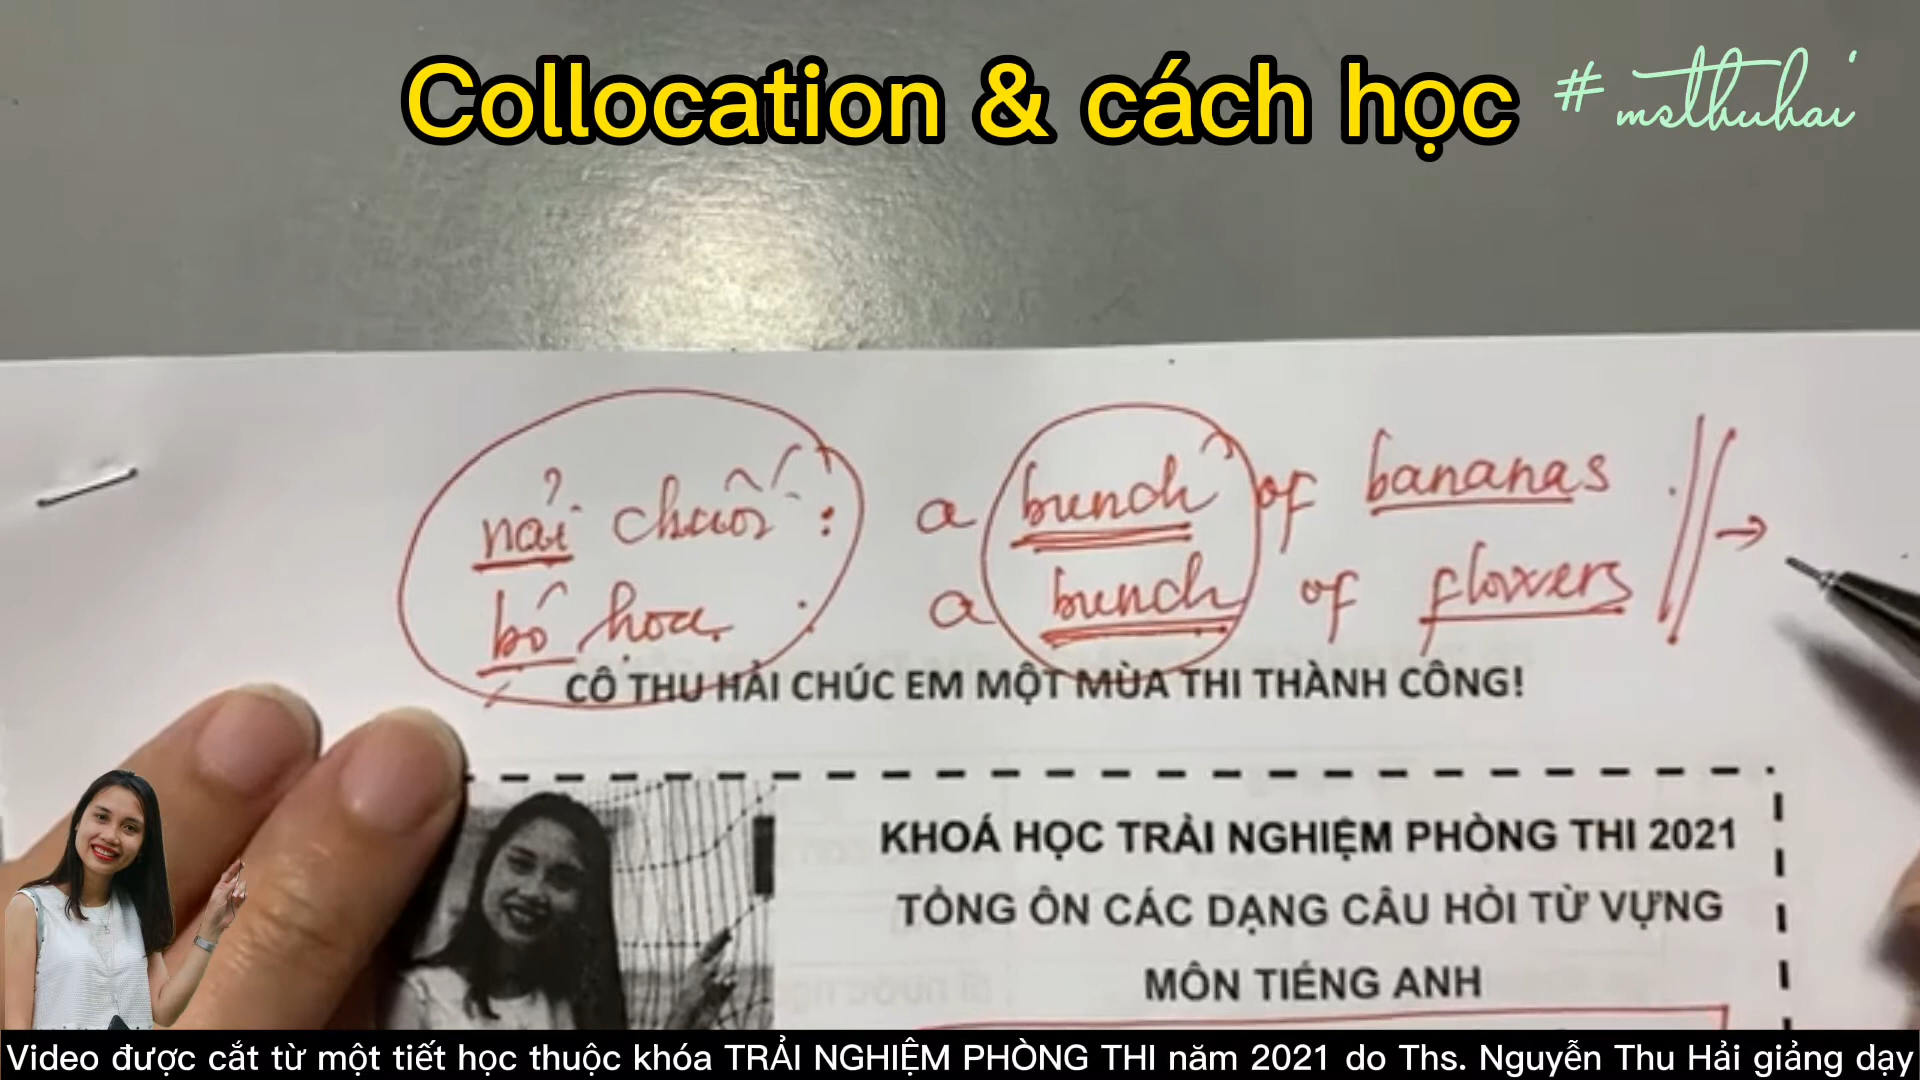 Collocation & cách học
#msthuhai
nải chuối : a bunch of bananas
bó hoa : a bunch of flowers
CÔ THU HẢI CHÚC EM MỘT MÙA THI THÀNH CÔNG!
KHOÁ HỌC TRẢI NGHIỆM PHÒNG THI 2021
TỔNG ÔN CÁC DẠNG CÂU HỎI TỪ VỰNG
MÔN TIẾNG ANH
Video được cắt từ một tiết học thuộc khóa TRẢI NGHIỆM PHÒNG THI năm 2021 do Ths. Nguyễn Thu Hải giảng dạy